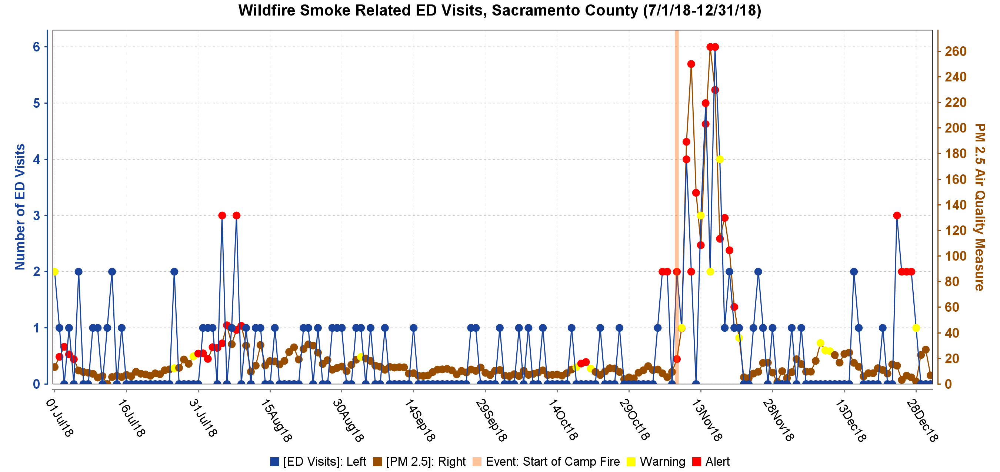 Wildfire Smoke Related ED Visits, Sacramento County (7/1/18-12/31/18)
Number of ED Visits
6
5
4
3
2
1
0
260
240
220
200
180
160
140
120
100
80
60
40
20
0
PM 2.5 Air Quality Measure
01Jul18
16Jul18
31Jul18
15Aug18
30Aug18
14Sep18
29Sep18
14Oct18
29Oct18
13Nov18
28Nov18
13Dec18
28Dec18
[ED Visits]: Left [PM 2.5]: Right Event: Start of Camp Fire Warning Alert